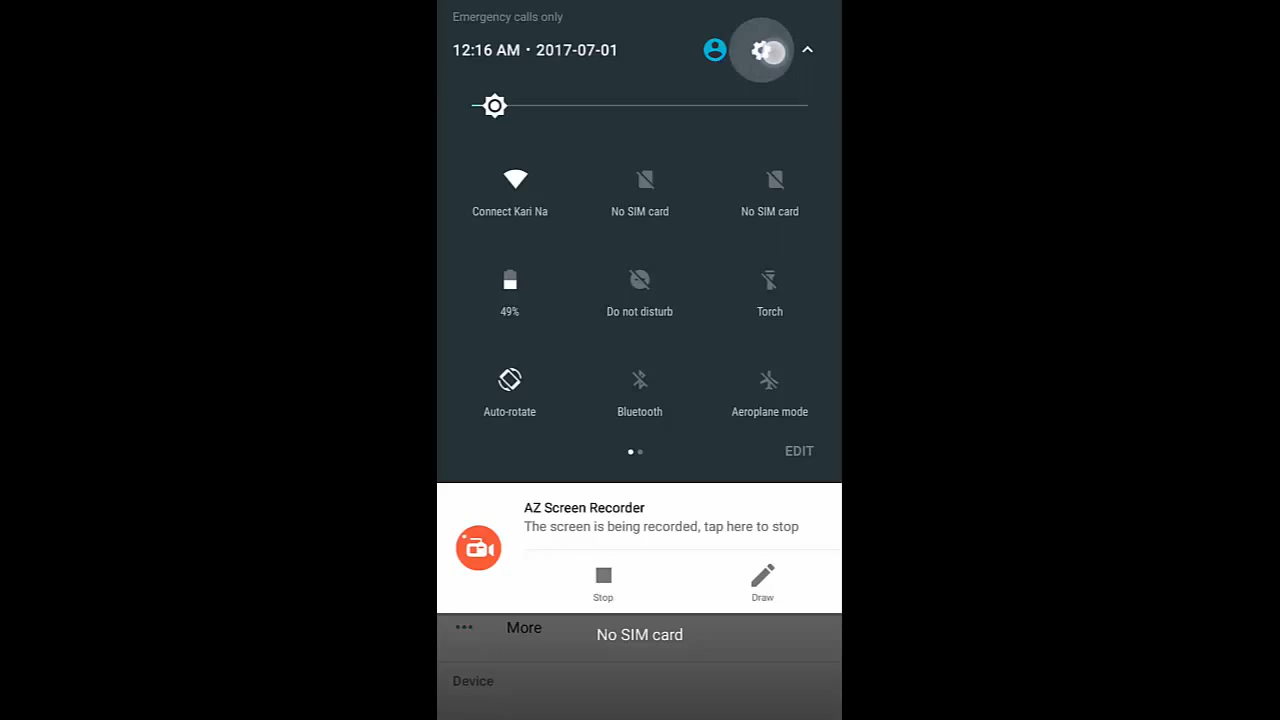 Emergency calls only
12:16 AM • 2017-07-01
Connect Kari Na
No SIM card
No SIM card
49%
Do not disturb
Torch
Auto-rotate
Bluetooth
Aeroplane mode
EDIT
AZ Screen Recorder
The screen is being recorded, tap here to stop
Stop
Draw
More
No SIM card
Device